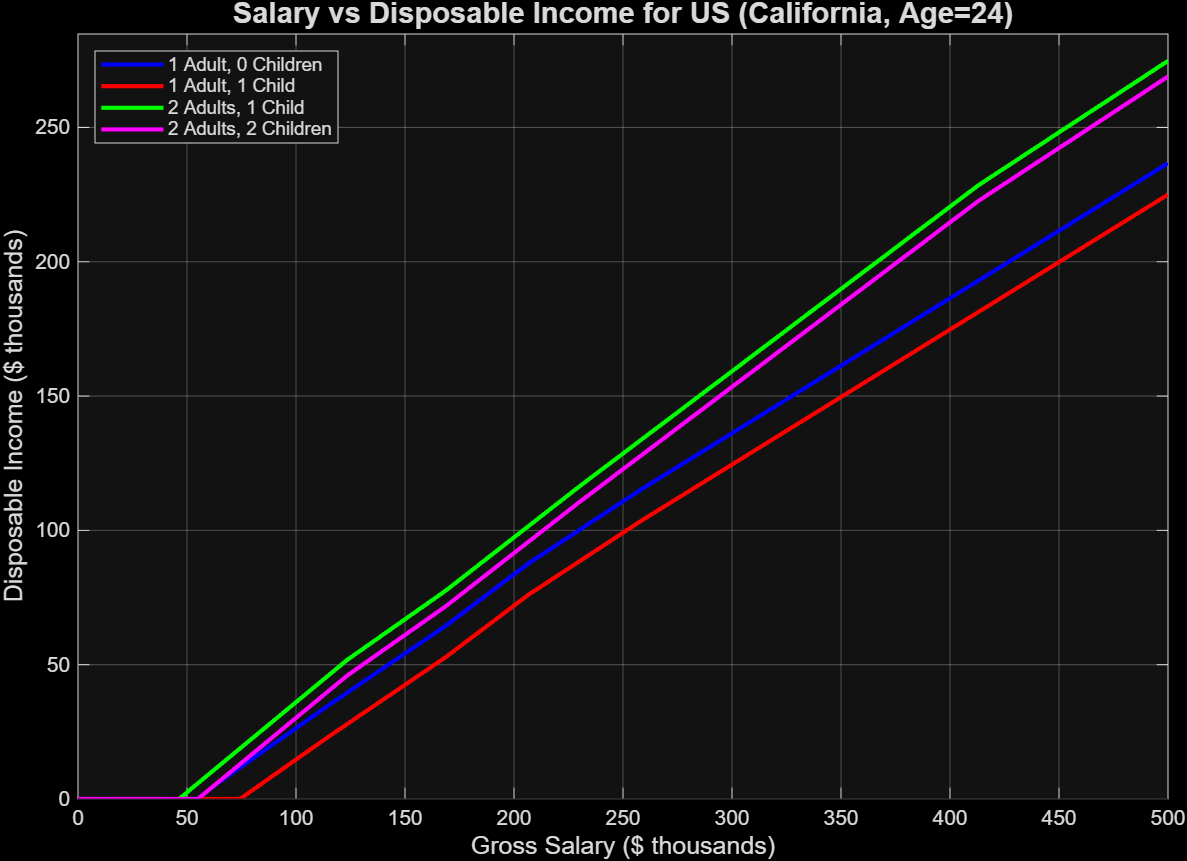 Salary vs Disposable Income for US (California, Age=24)
1 Adult, 0 Children
1 Adult, 1 Child
2 Adults, 1 Child
2 Adults, 2 Children
Disposable Income ($ thousands)
250
200
150
100
50
0
0 50 100 150 200 250 300 350 400 450 500
Gross Salary ($ thousands)